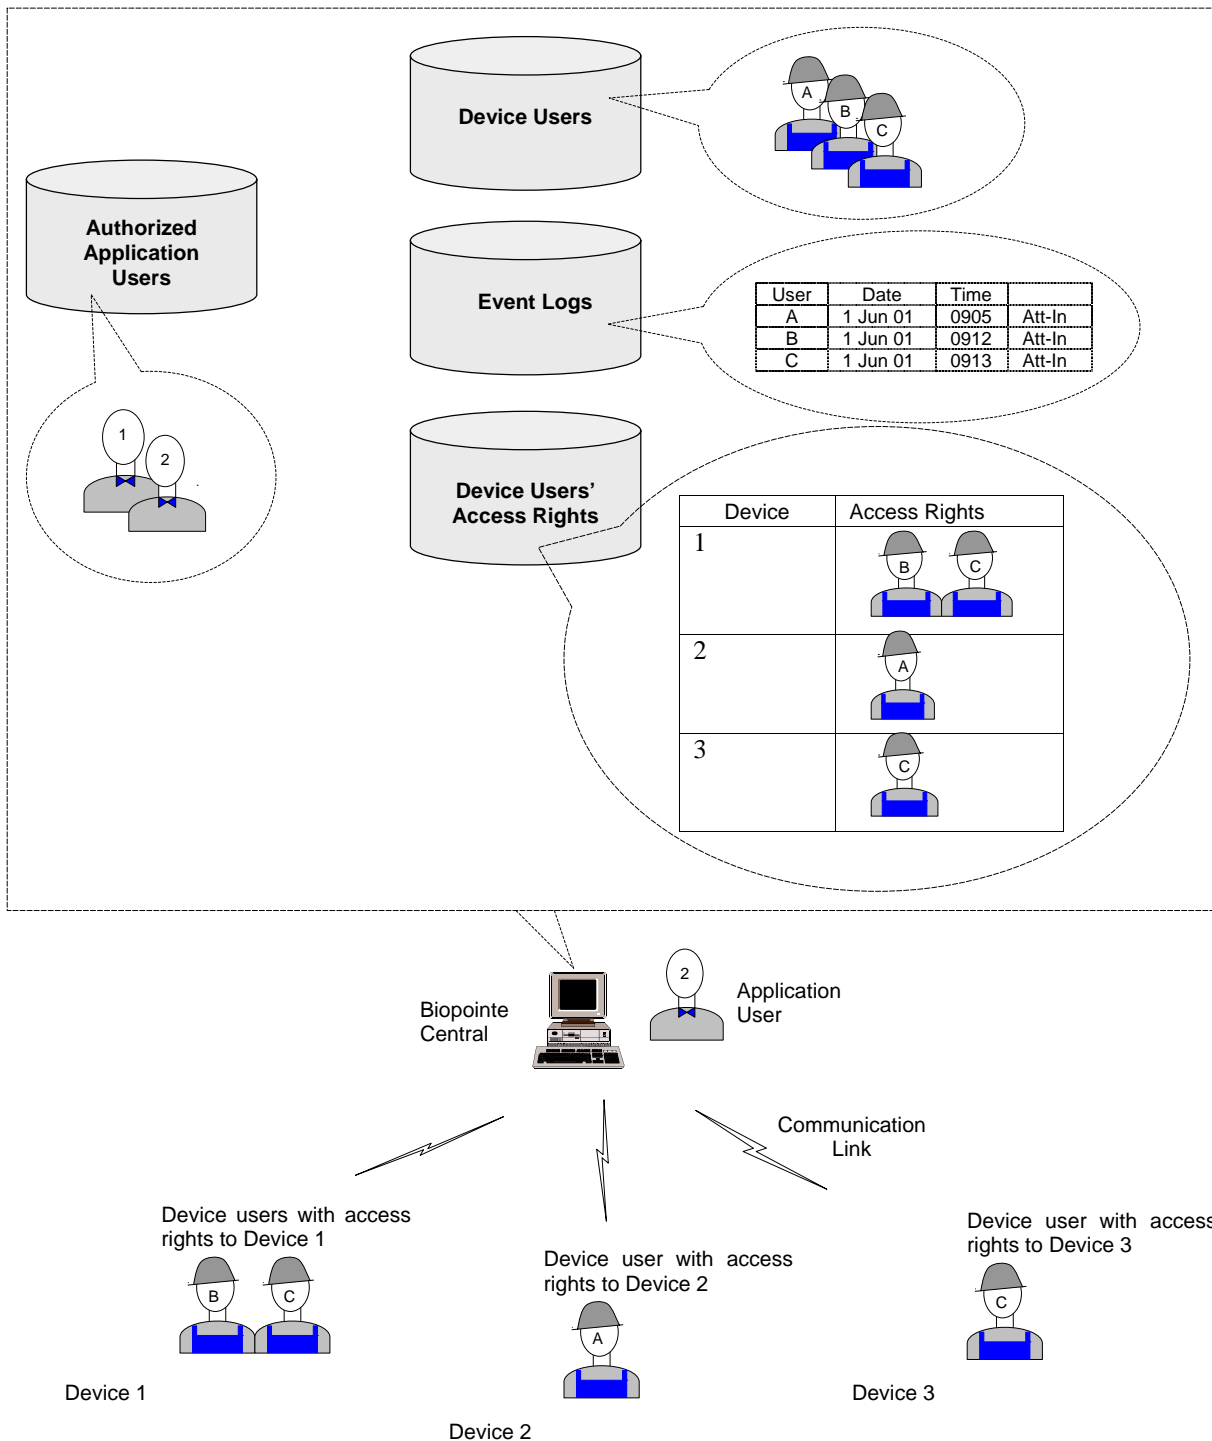 Device Users
A
B
C
Authorized
Application
Users
Event Logs
User Date Time
A 1 Jun 01 0905 Att-In
B 1 Jun 01 0912 Att-In
C 1 Jun 01 0913 Att-In
1
2
Device Users’
Access Rights
Device Access Rights
1
B C
2
A
3
C
Biopointe
Central
2
Application
User
Communication
Link
Device users with access
rights to Device 1
B C
Device 1
Device user with access
rights to Device 2
A
Device 2
Device user with access
rights to Device 3
C
Device 3